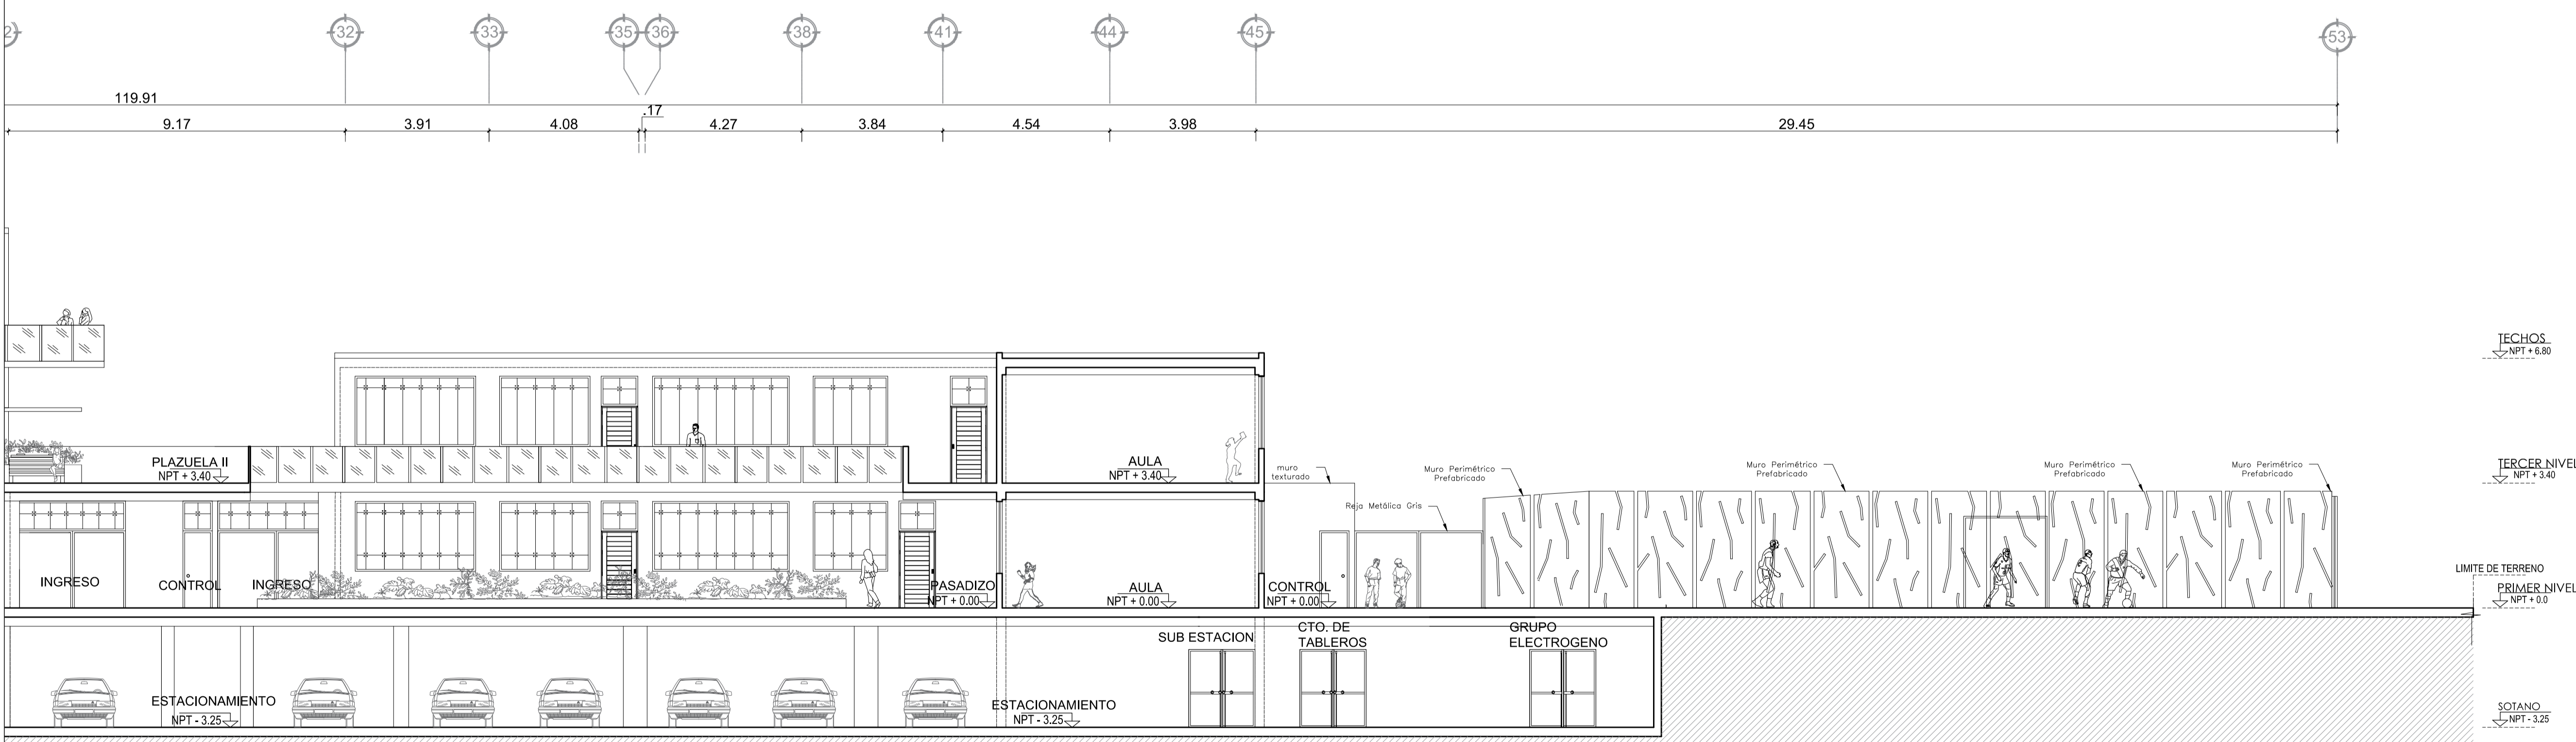 32
33
35
36
38
41
44
45
53
119.91
.17
9.17
3.91
4.08
4.27
3.84
4.54
3.98
29.45
TECHOS
NPT + 6.80
PLAZUELA II
NPT + 3.40
AULA
NPT + 3.40
muro
texturado
Reja Metálica Gris
Muro Perimétrico
Prefabricado
Muro Perimétrico
Prefabricado
Muro Perimétrico
Prefabricado
Muro Perimétrico
Prefabricado
TERCER NIVEL
NPT + 3.40
INGRESO
CONTROL
INGRESO
PASADIZO
NPT + 0.00
AULA
NPT + 0.00
CONTROL
NPT + 0.00
LIMITE DE TERRENO
PRIMER NIVEL
NPT + 0.0
SUB ESTACION
CTO. DE
TABLEROS
GRUPO
ELECTROGENO
ESTACIONAMIENTO
NPT - 3.25
ESTACIONAMIENTO
NPT - 3.25
SOTANO
NPT - 3.25